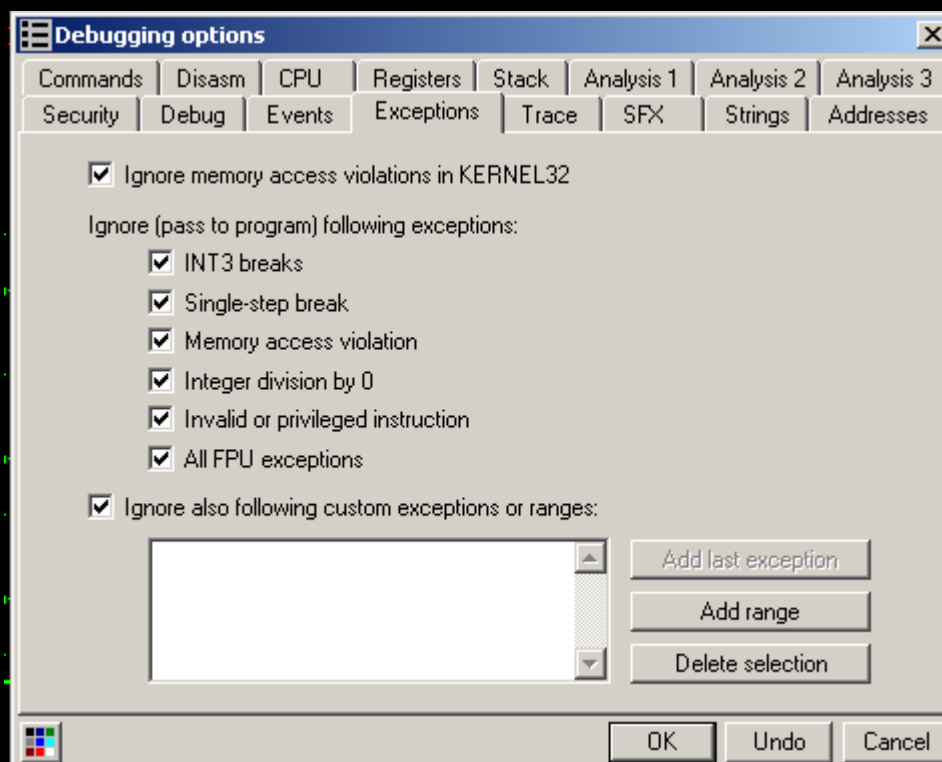 Debugging options
Commands Disasm CPU Registers Stack Analysis 1 Analysis 2 Analysis 3
Security Debug Events Exceptions Trace SFX Strings Addresses
Ignore memory access violations in KERNEL32
Ignore (pass to program) following exceptions:
INT3 breaks
Single-step break
Memory access violation
Integer division by 0
Invalid or privileged instruction
All FPU exceptions
Ignore also following custom exceptions or ranges:
Add last exception
Add range
Delete selection
OK Undo Cancel